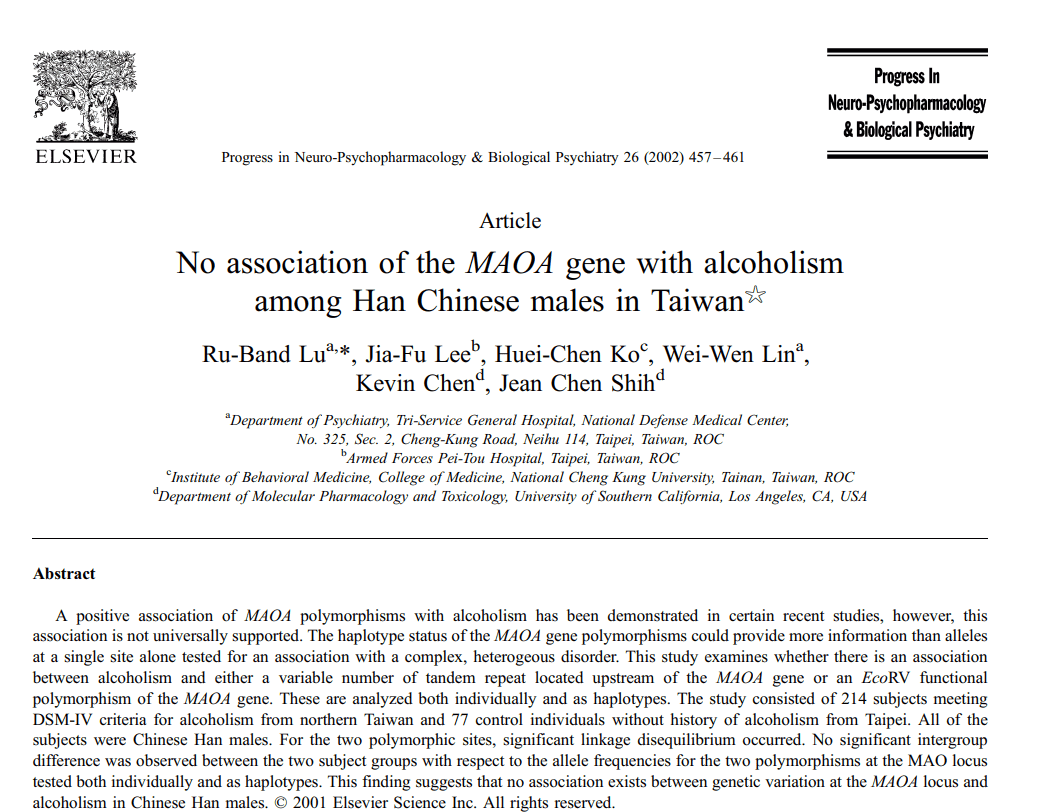 ELSEVIER
Progress in Neuro-Psychopharmacology & Biological Psychiatry 26 (2002) 457–461
Progress In
Neuro-Psychopharmacology
& Biological Psychiatry
Article
No association of the MAOA gene with alcoholism
among Han Chinese males in Taiwan☆
Ru-Band Luᵃ,*, Jia-Fu Leeᵇ, Huei-Chen Koᶜ, Wei-Wen Linᵃ,
Kevin Chenᵈ, Jean Chen Shihᵈ
ᵃDepartment of Psychiatry, Tri-Service General Hospital, National Defense Medical Center,
No. 325, Sec. 2, Cheng-Kung Road, Neihu 114, Taipei, Taiwan, ROC
ᵇArmed Forces Pei-Tou Hospital, Taipei, Taiwan, ROC
ᶜInstitute of Behavioral Medicine, College of Medicine, National Cheng Kung University, Tainan, Taiwan, ROC
ᵈDepartment of Molecular Pharmacology and Toxicology, University of Southern California, Los Angeles, CA, USA
Abstract
A positive association of MAOA polymorphisms with alcoholism has been demonstrated in certain recent studies, however, this
association is not universally supported. The haplotype status of the MAOA gene polymorphisms could provide more information than alleles
at a single site alone tested for an association with a complex, heterogeous disorder. This study examines whether there is an association
between alcoholism and either a variable number of tandem repeat located upstream of the MAOA gene or an EcoRV functional
polymorphism of the MAOA gene. These are analyzed both individually and as haplotypes. The study consisted of 214 subjects meeting
DSM-IV criteria for alcoholism from northern Taiwan and 77 control individuals without history of alcoholism from Taipei. All of the
subjects were Chinese Han males. For the two polymorphic sites, significant linkage disequilibrium occurred. No significant intergroup
difference was observed between the two subject groups with respect to the allele frequencies for the two polymorphisms at the MAO locus
tested both individually and as haplotypes. This finding suggests that no association exists between genetic variation at the MAOA locus and
alcoholism in Chinese Han males. © 2001 Elsevier Science Inc. All rights reserved.